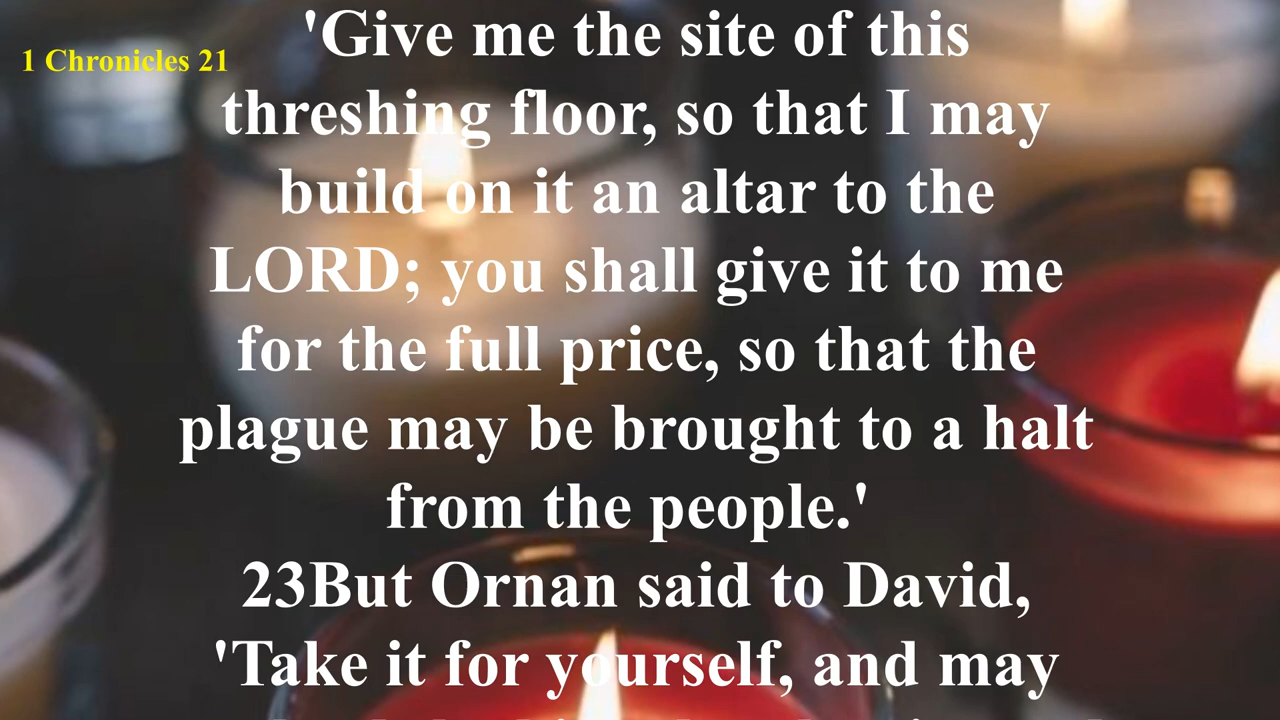 1 Chronicles 21
'Give me the site of this
threshing floor, so that I may
build on it an altar to the
LORD; you shall give it to me
for the full price, so that the
plague may be brought to a halt
from the people.'
23But Ornan said to David,
'Take it for yourself, and may